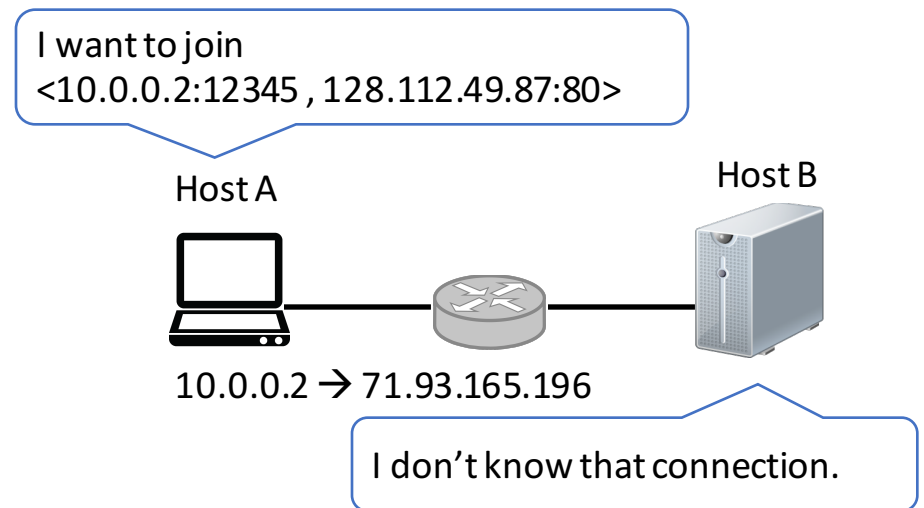 I want to join
<10.0.0.2:12345 , 128.112.49.87:80>
Host A
Host B
10.0.0.2 → 71.93.165.196
I don’t know that connection.